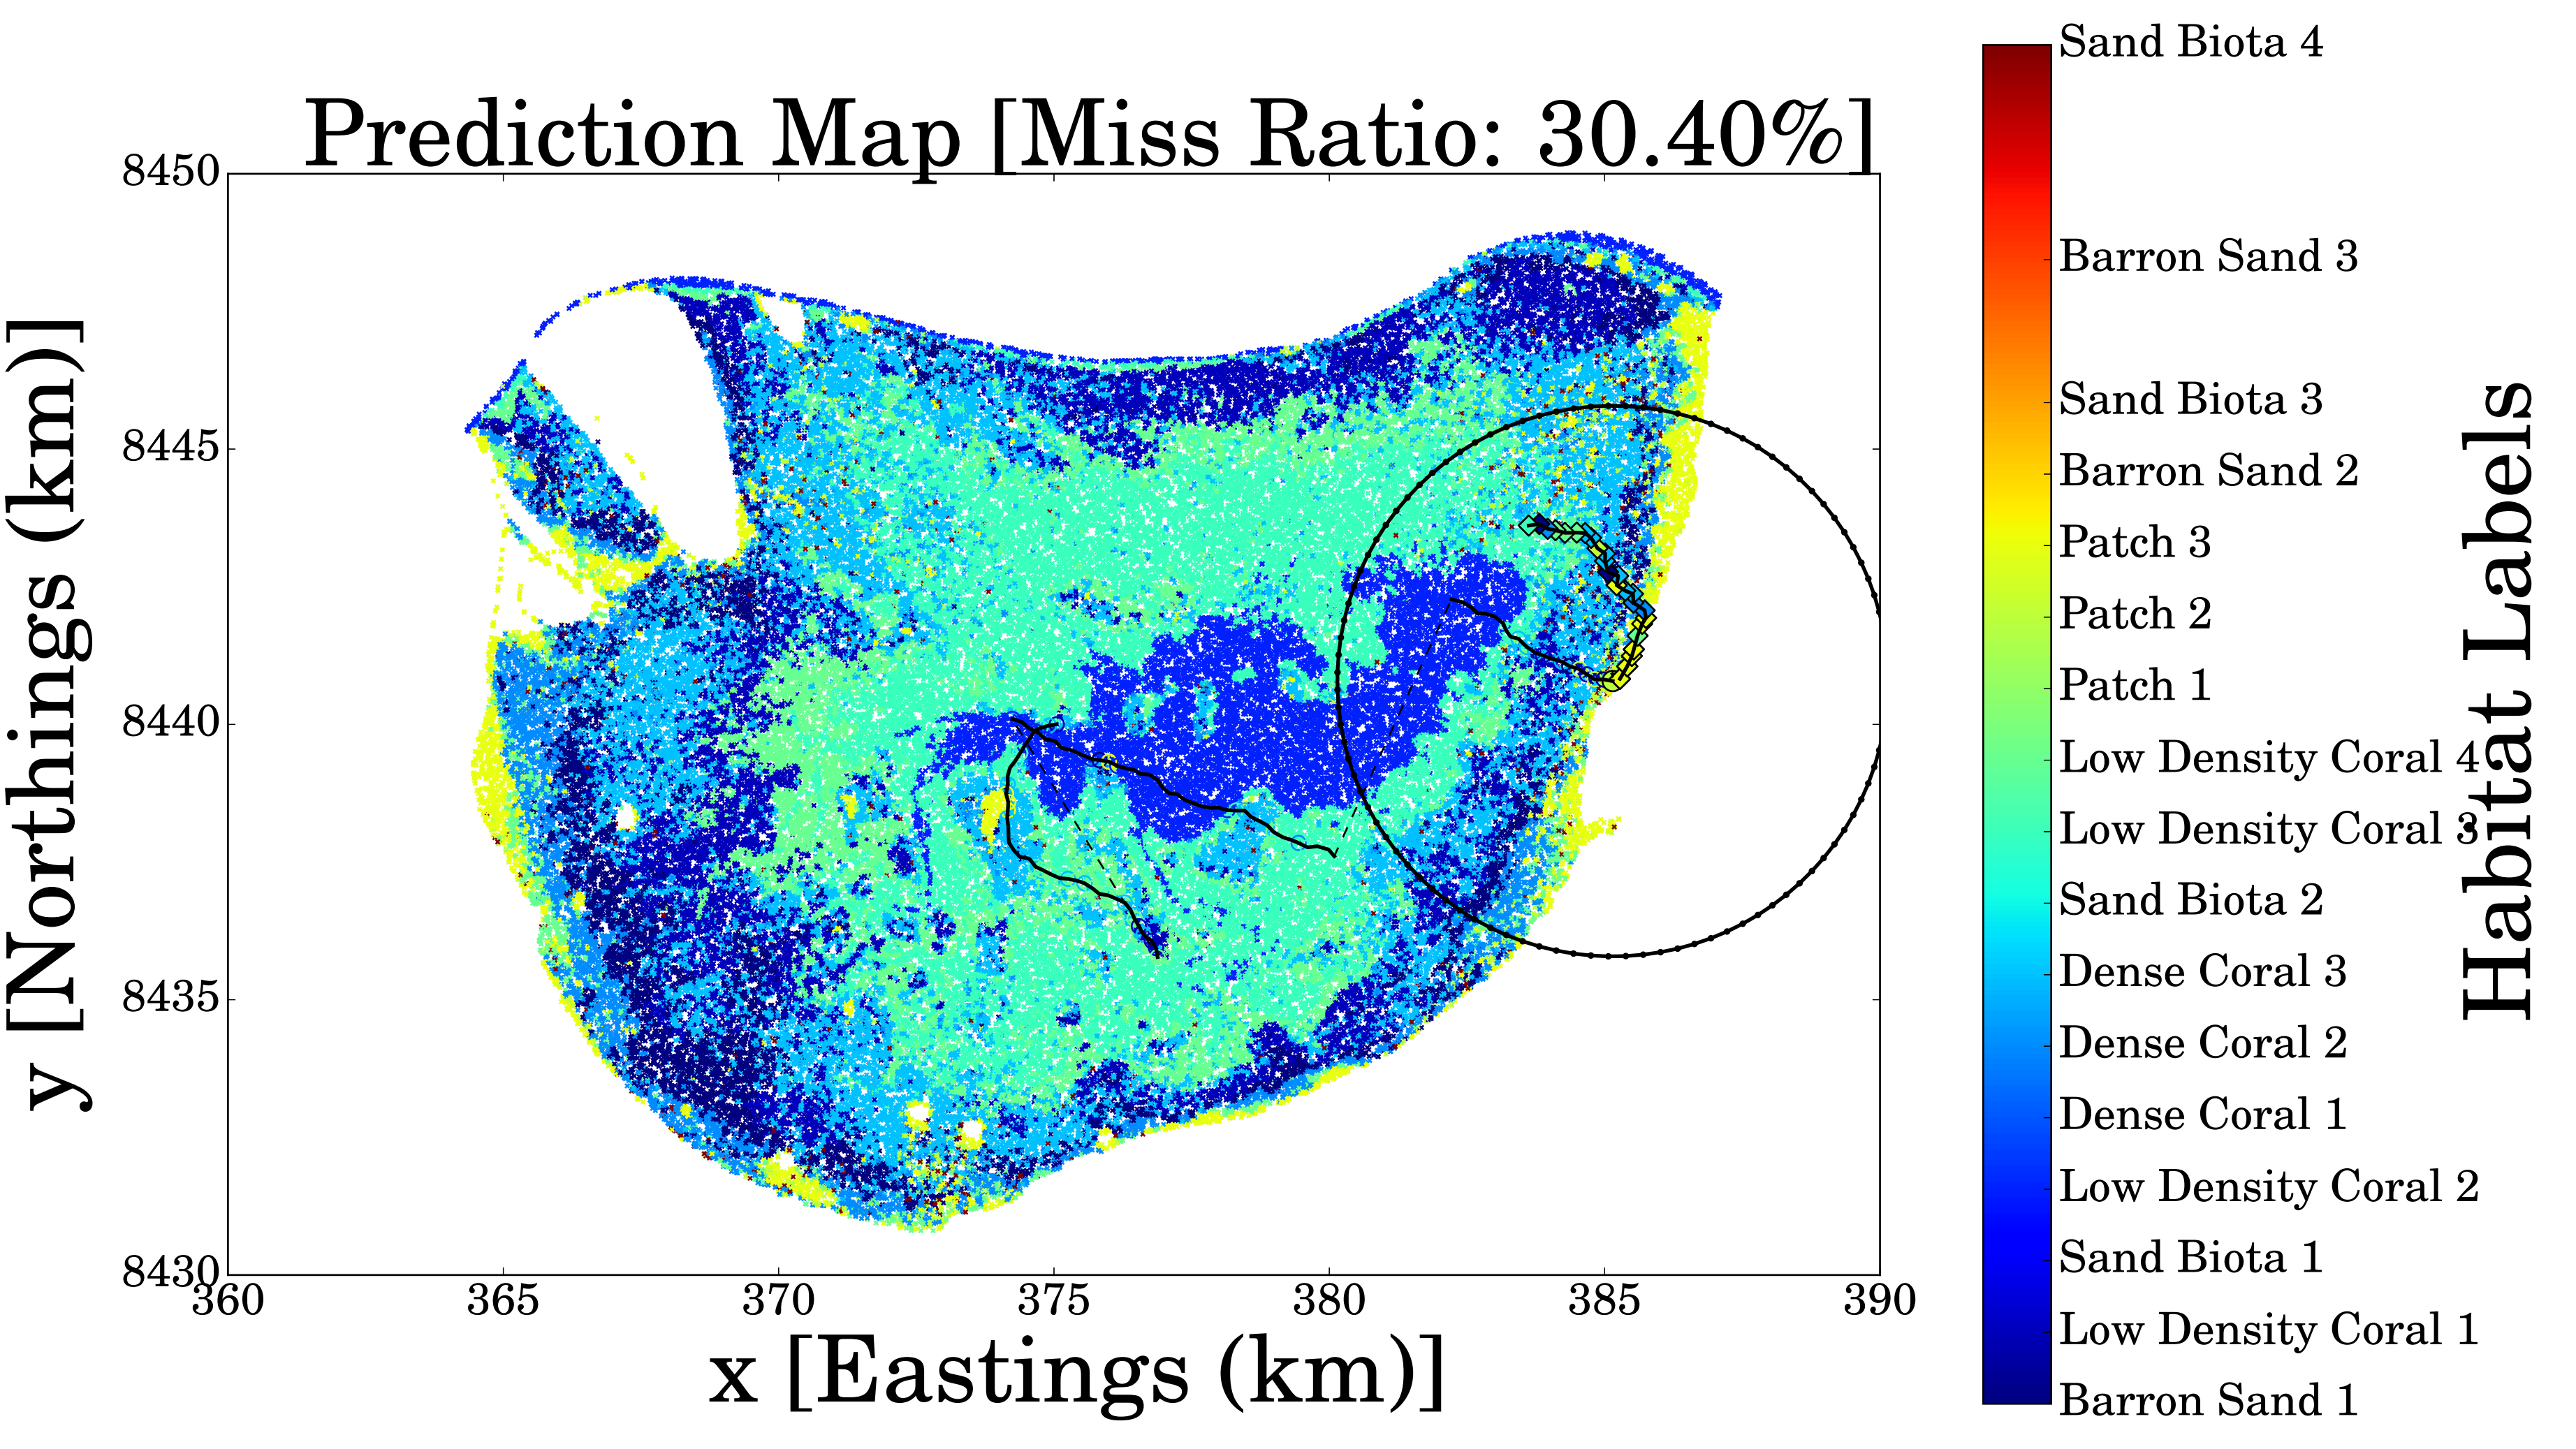 Prediction Map [Miss Ratio: 30.40%]
y [Northings (km)]
8450
8445
8440
8435
8430
360 365 370 375 380 385 390
x [Eastings (km)]
Sand Biota 4
Barron Sand 3
Sand Biota 3
Barron Sand 2
Patch 3
Patch 2
Patch 1
Low Density Coral 4
Low Density Coral 3
Sand Biota 2
Dense Coral 3
Dense Coral 2
Dense Coral 1
Low Density Coral 2
Sand Biota 1
Low Density Coral 1
Barron Sand 1
Habitat Labels